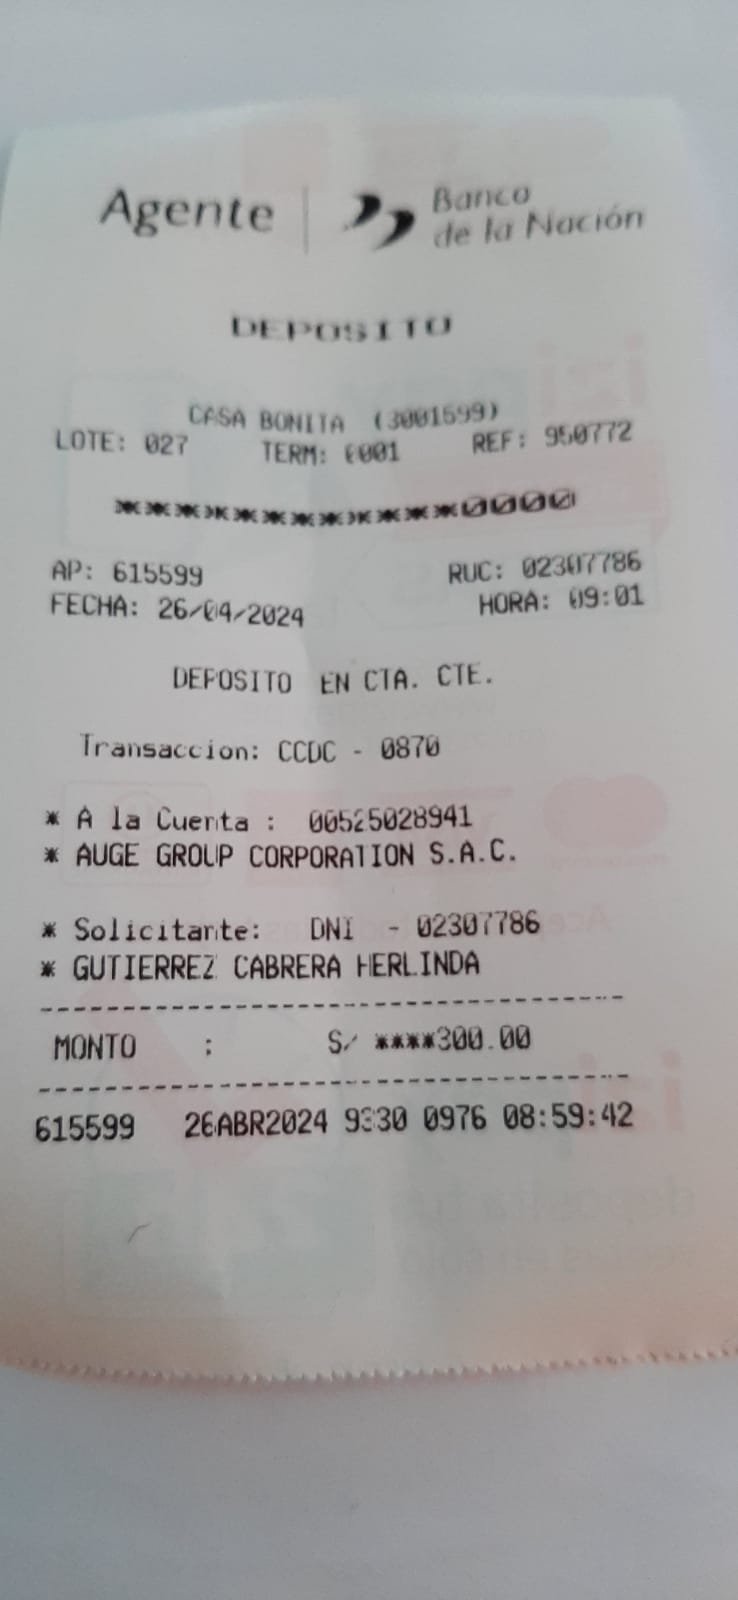 Agente | Banco
de la Nación
DEPOSITO
CASA BONITA (3001699)
LOTE: 027 TERM: 0001 REF: 950772
************0000
AP: 615599 RUC: 02307786
FECHA: 26/04/2024 HORA: 09:01
DEPOSITO EN CTA. CTE.
Transaccion: CCDC - 0870
* A la Cuenta : 00525028941
* AUGE GROUP CORPORATION S.A.C.
* Solicitante: DNI - 02307786
* GUTIERREZ CABRERA HERLINDA
MONTO : S/ ****300.00
615599 26ABR2024 9330 0976 08:59:42